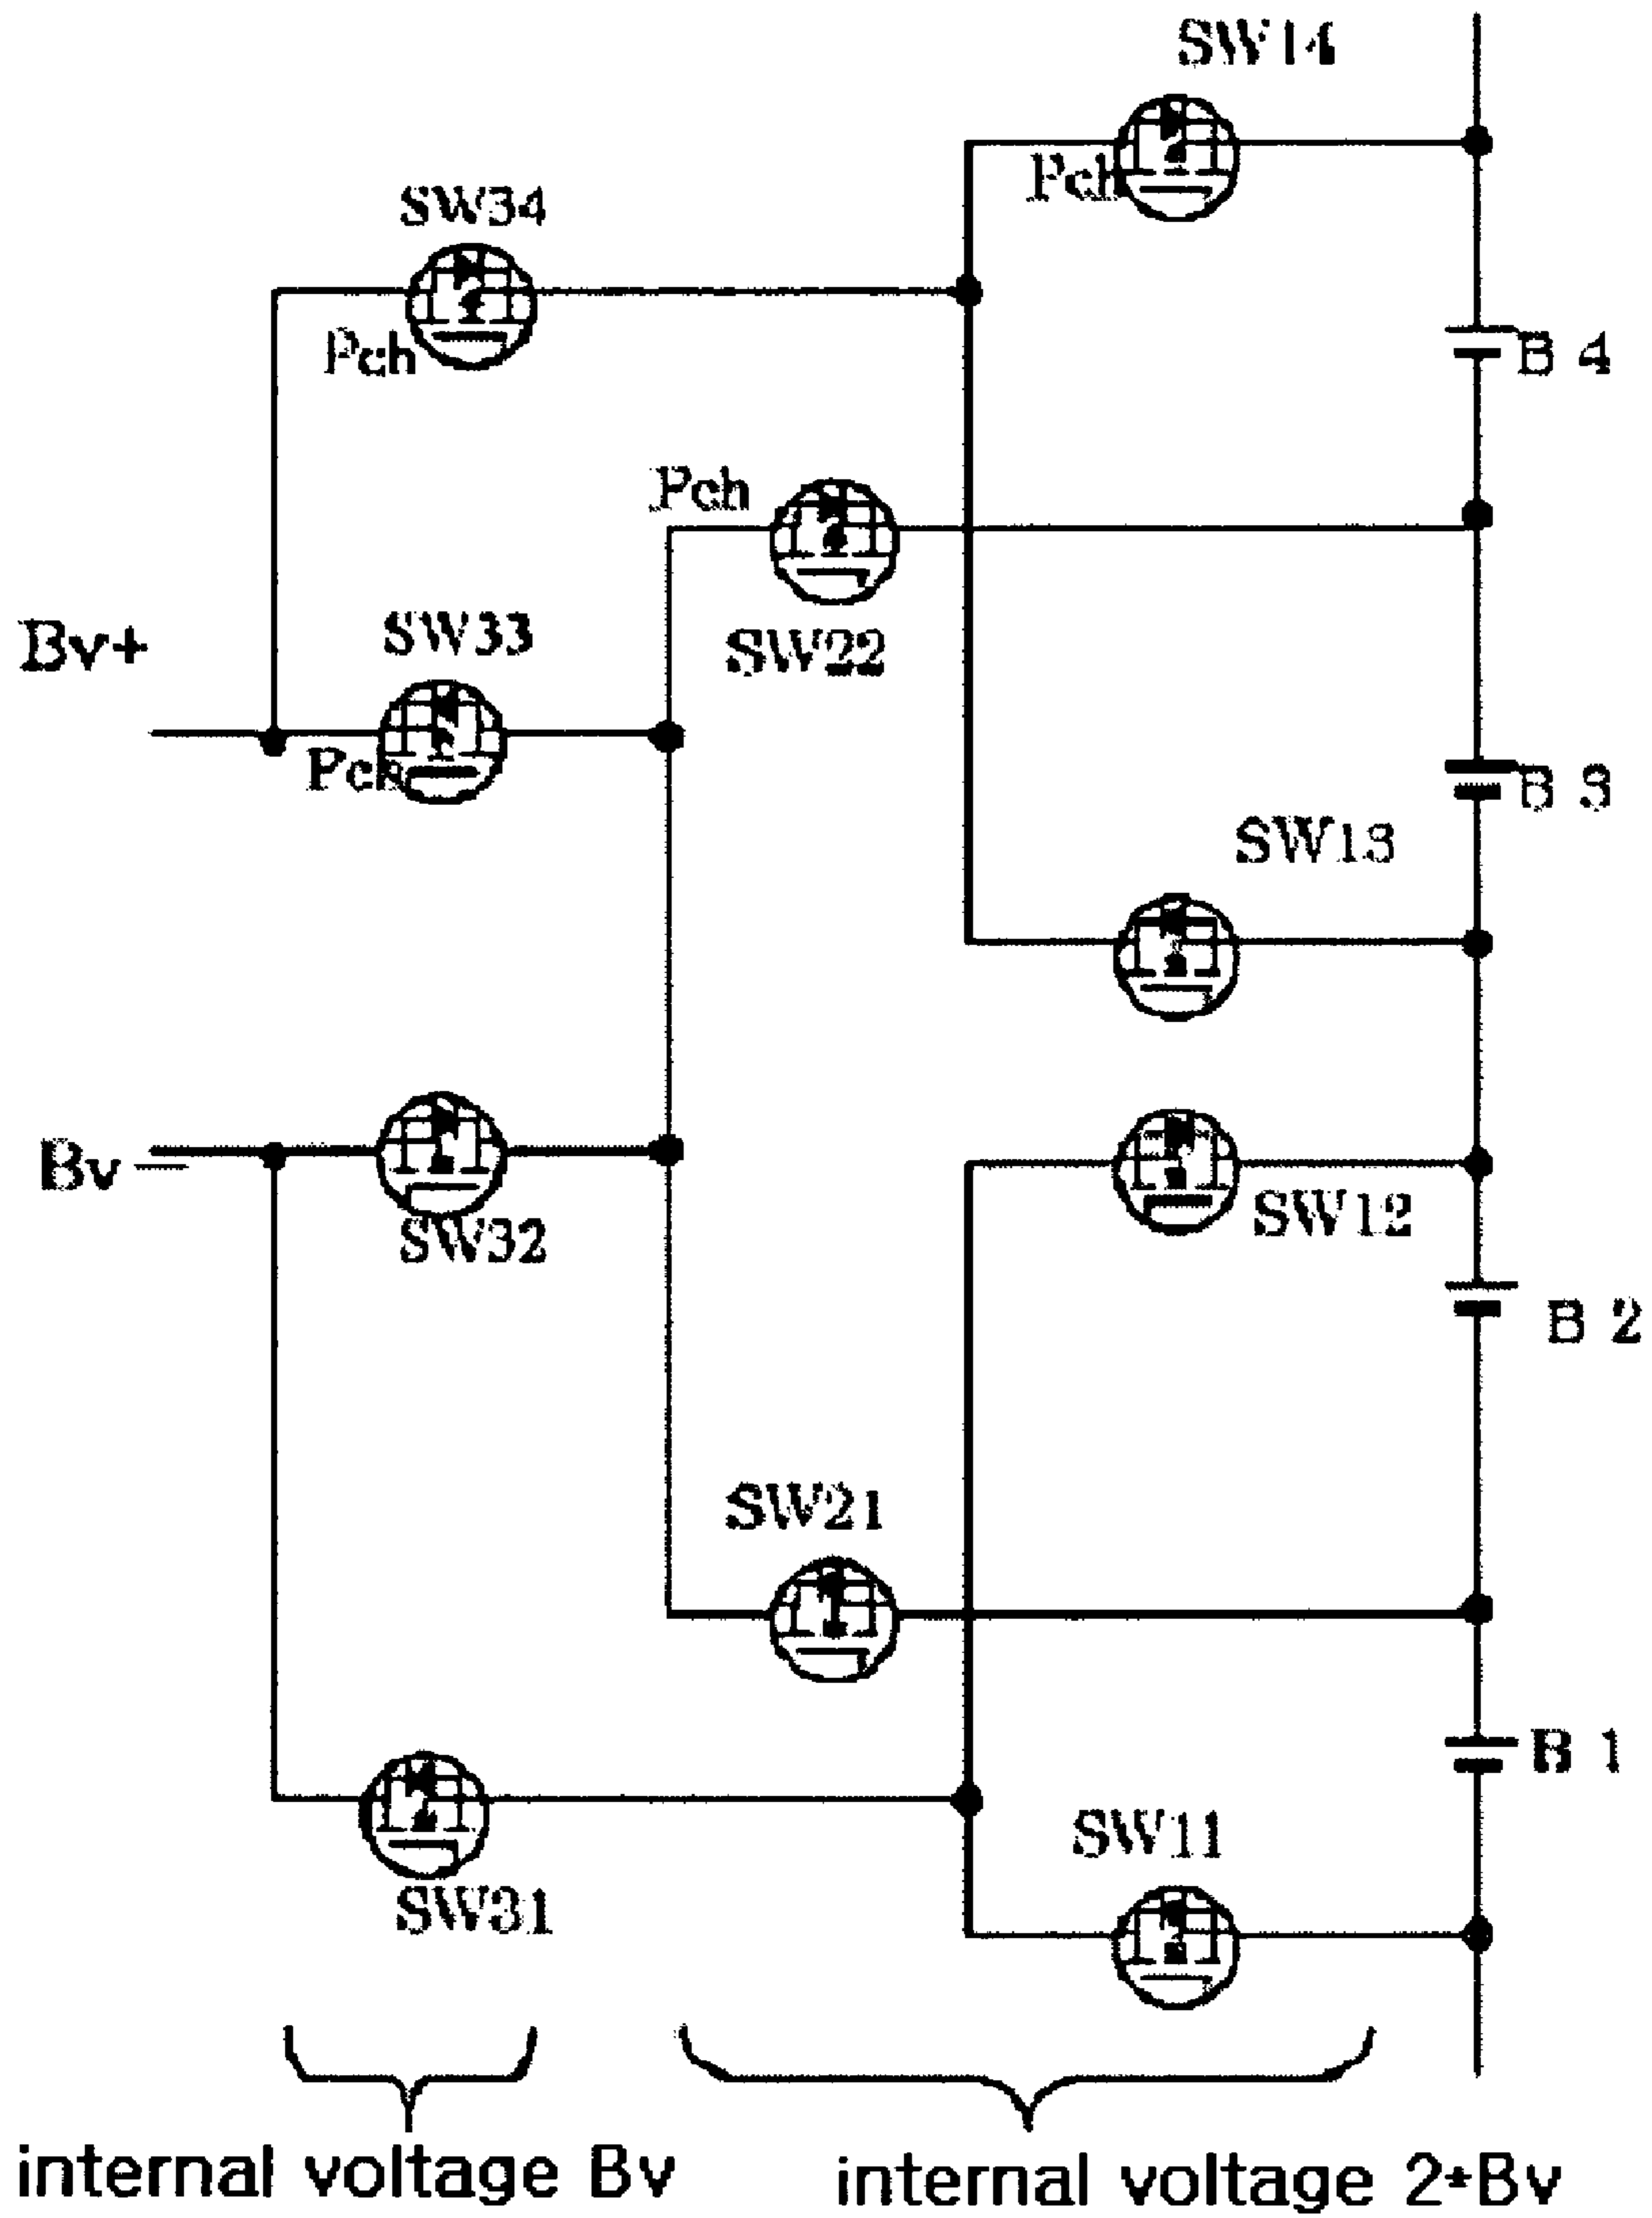 SW14
Pch
SW34
Pch
B 4
Pch
SW33
Bv+
SW22
Pch
B 3
SW13
Bv—
SW32
SW12
B 2
SW21
B 1
SW11
SW31
internal voltage Bv
internal voltage 2*Bv